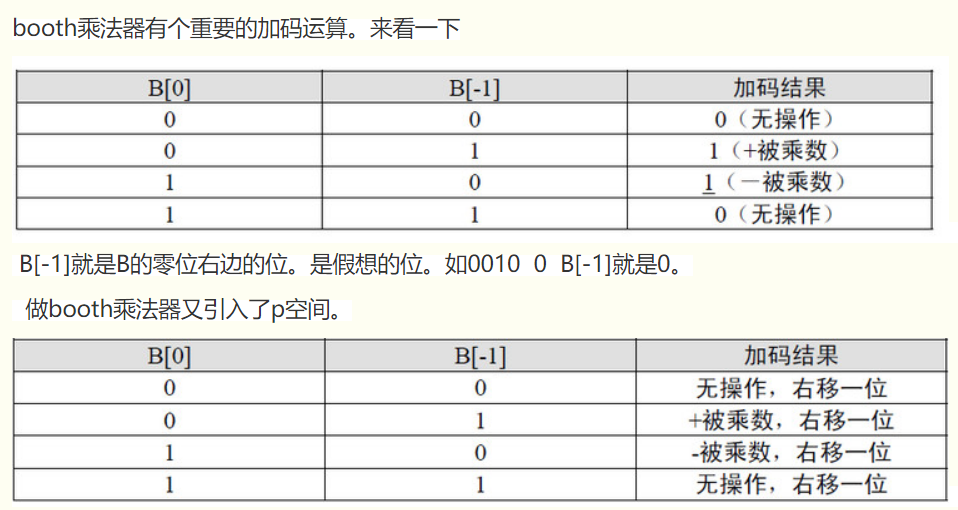 booth乘法器有个重要的加码运算。来看一下
B[0] B[-1] 加码结果
0 0 0（无操作）
0 1 1（+被乘数）
1 0 1（－被乘数）
1 1 0（无操作）
B[-1]就是B的零位右边的位。是假想的位。如0010 0 B[-1]就是0。
做booth乘法器又引入了p空间。
B[0] B[-1] 加码结果
0 0 无操作，右移一位
0 1 +被乘数，右移一位
1 0 -被乘数，右移一位
1 1 无操作，右移一位